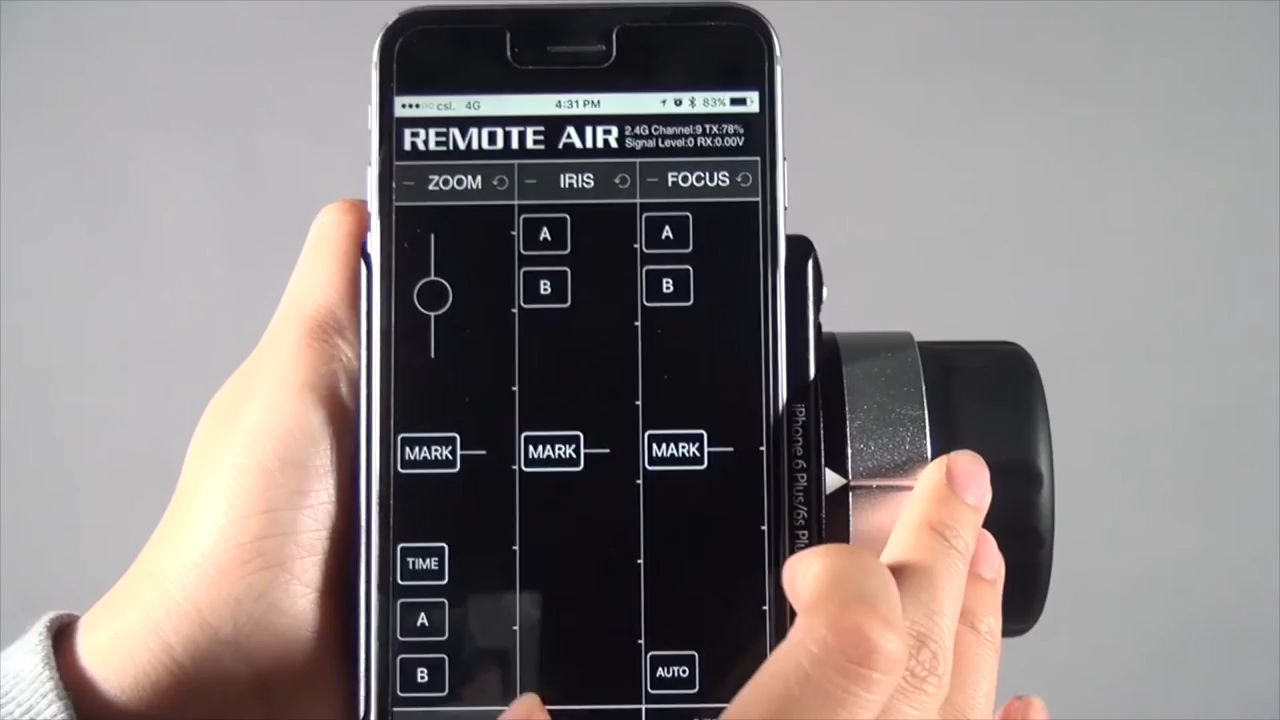 csl. 4G 4:31 PM 83%
REMOTE AIR
2.4G Channel:9 TX:78%
Signal Level:0 RX:0.00V
ZOOM IRIS FOCUS
A A
B B
MARK MARK MARK
TIME
A
B AUTO
iPhone 6 Plus/6s